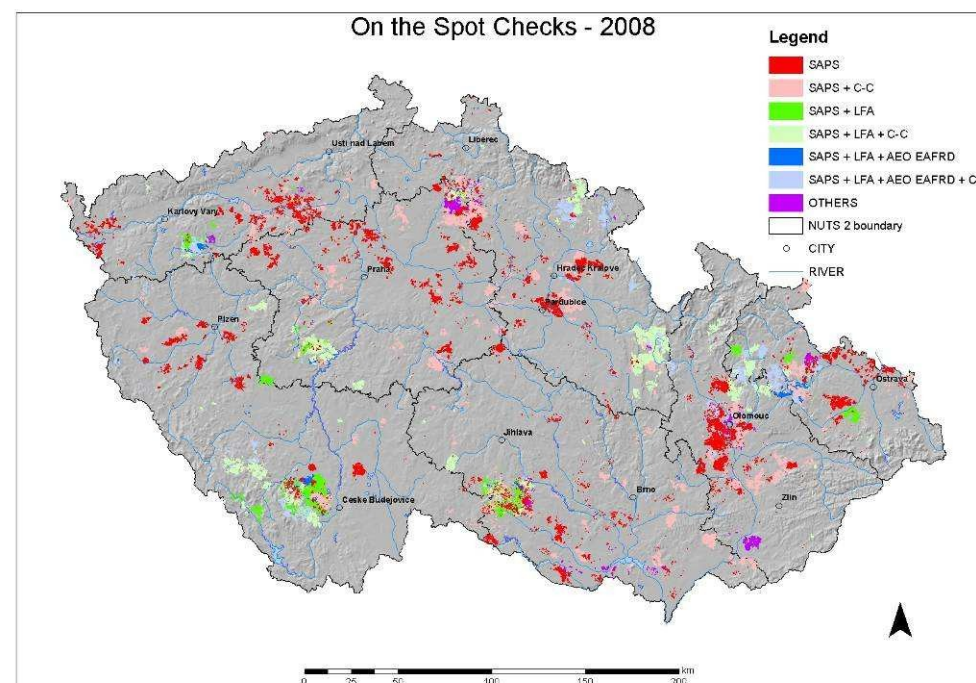 On the Spot Checks - 2008
Legend
SAPS
SAPS + C-C
SAPS + LFA
SAPS + LFA + C-C
SAPS + LFA + AEO EAFRD
SAPS + LFA + AEO EAFRD + C
OTHERS
NUTS 2 boundary
CITY
RIVER
Liberec
Usti nad Labem
Karlovy Vary
Praha
Hradec Kralove
Pardubice
Plzen
Ostrava
Olomouc
Jihlava
Brno
Zlin
Ceske Budejovice
km
0 25 50 100 150 200